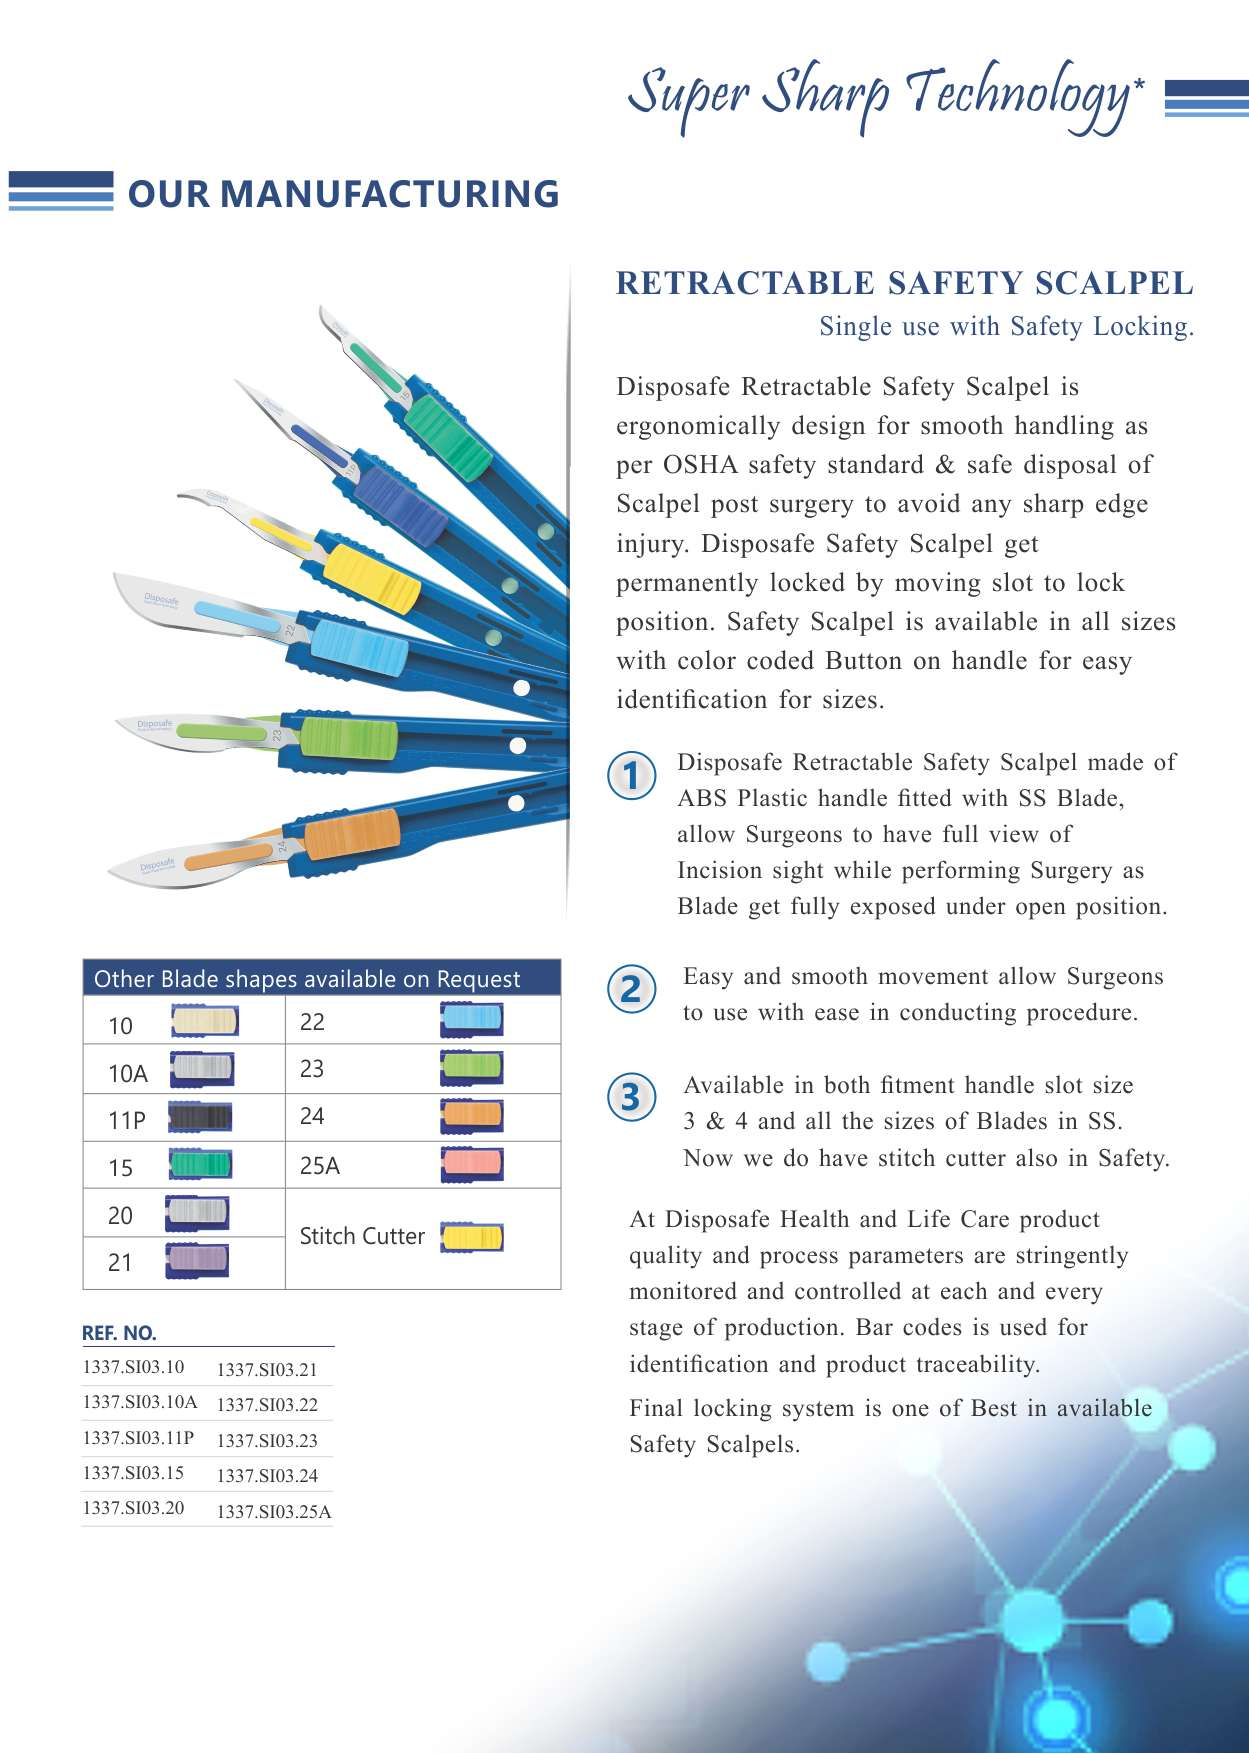 Super Sharp Technology*
OUR MANUFACTURING
RETRACTABLE SAFETY SCALPEL
Single use with Safety Locking.
Disposafe Retractable Safety Scalpel is
ergonomically design for smooth handling as
per OSHA safety standard & safe disposal of
Scalpel post surgery to avoid any sharp edge
injury. Disposafe Safety Scalpel get
permanently locked by moving slot to lock
position. Safety Scalpel is available in all sizes
with color coded Button on handle for easy
identification for sizes.
1
Disposafe Retractable Safety Scalpel made of
ABS Plastic handle fitted with SS Blade,
allow Surgeons to have full view of
Incision sight while performing Surgery as
Blade get fully exposed under open position.
2
Easy and smooth movement allow Surgeons
to use with ease in conducting procedure.
3
Available in both fitment handle slot size
3 & 4 and all the sizes of Blades in SS.
Now we do have stitch cutter also in Safety.
At Disposafe Health and Life Care product
quality and process parameters are stringently
monitored and controlled at each and every
stage of production. Bar codes is used for
identification and product traceability.
Final locking system is one of Best in available
Safety Scalpels.
15
11P
Disposafe
22
Disposafe
23
Disposafe
24
Other Blade shapes available on Request
10 22
10A 23
11P 24
15 25A
20
Stitch Cutter
21
REF. NO.
1337.SI03.10 1337.SI03.21
1337.SI03.10A 1337.SI03.22
1337.SI03.11P 1337.SI03.23
1337.SI03.15 1337.SI03.24
1337.SI03.20 1337.SI03.25A